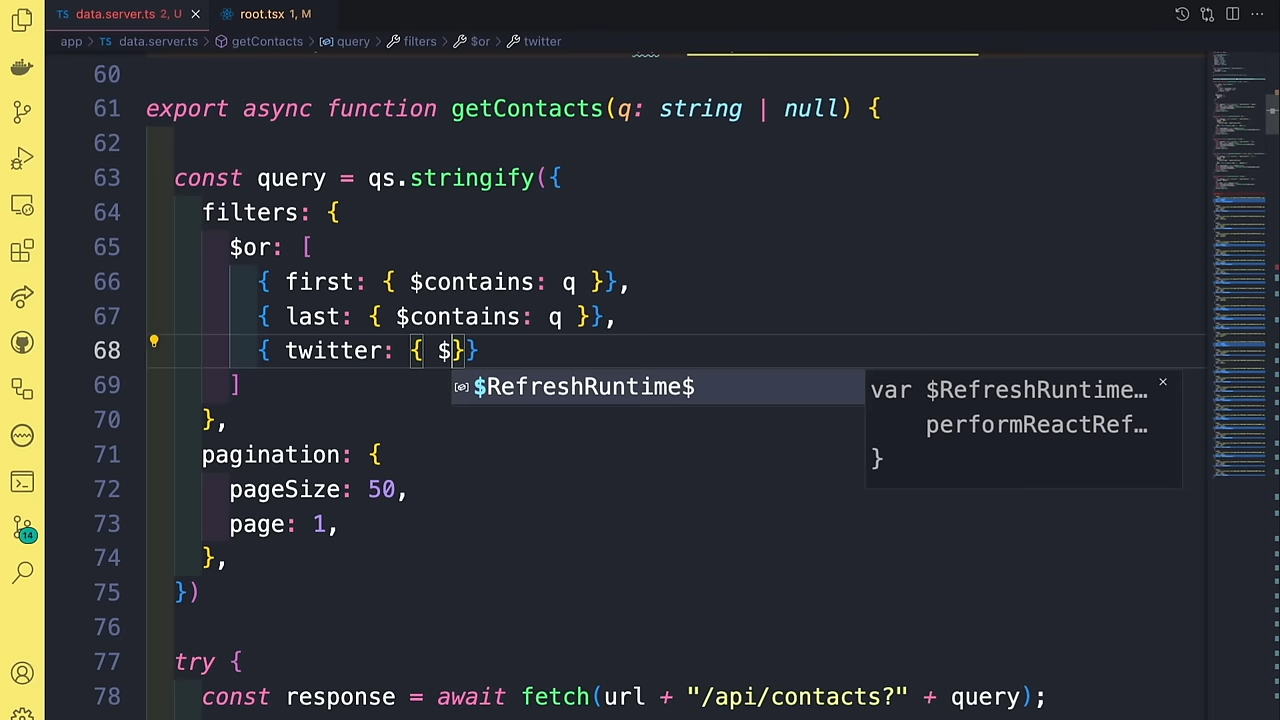 TS data.server.ts 2, U × root.tsx 1, M
app > TS data.server.ts > getContacts > query > filters > $or > twitter
60
61 export async function getContacts(q: string | null) {
62
63 const query = qs.stringify({
64 filters: {
65 $or: [
66 { first: { $contains: q }},
67 { last: { $contains: q }},
68 { twitter: { $}}
$RefreshRuntime$
var $RefreshRuntime…
performReactRef…
}
69 ]
70 },
71 pagination: {
72 pageSize: 50,
73 page: 1,
74 },
75 })
76
77 try {
78 const response = await fetch(url + "/api/contacts?" + query);
14